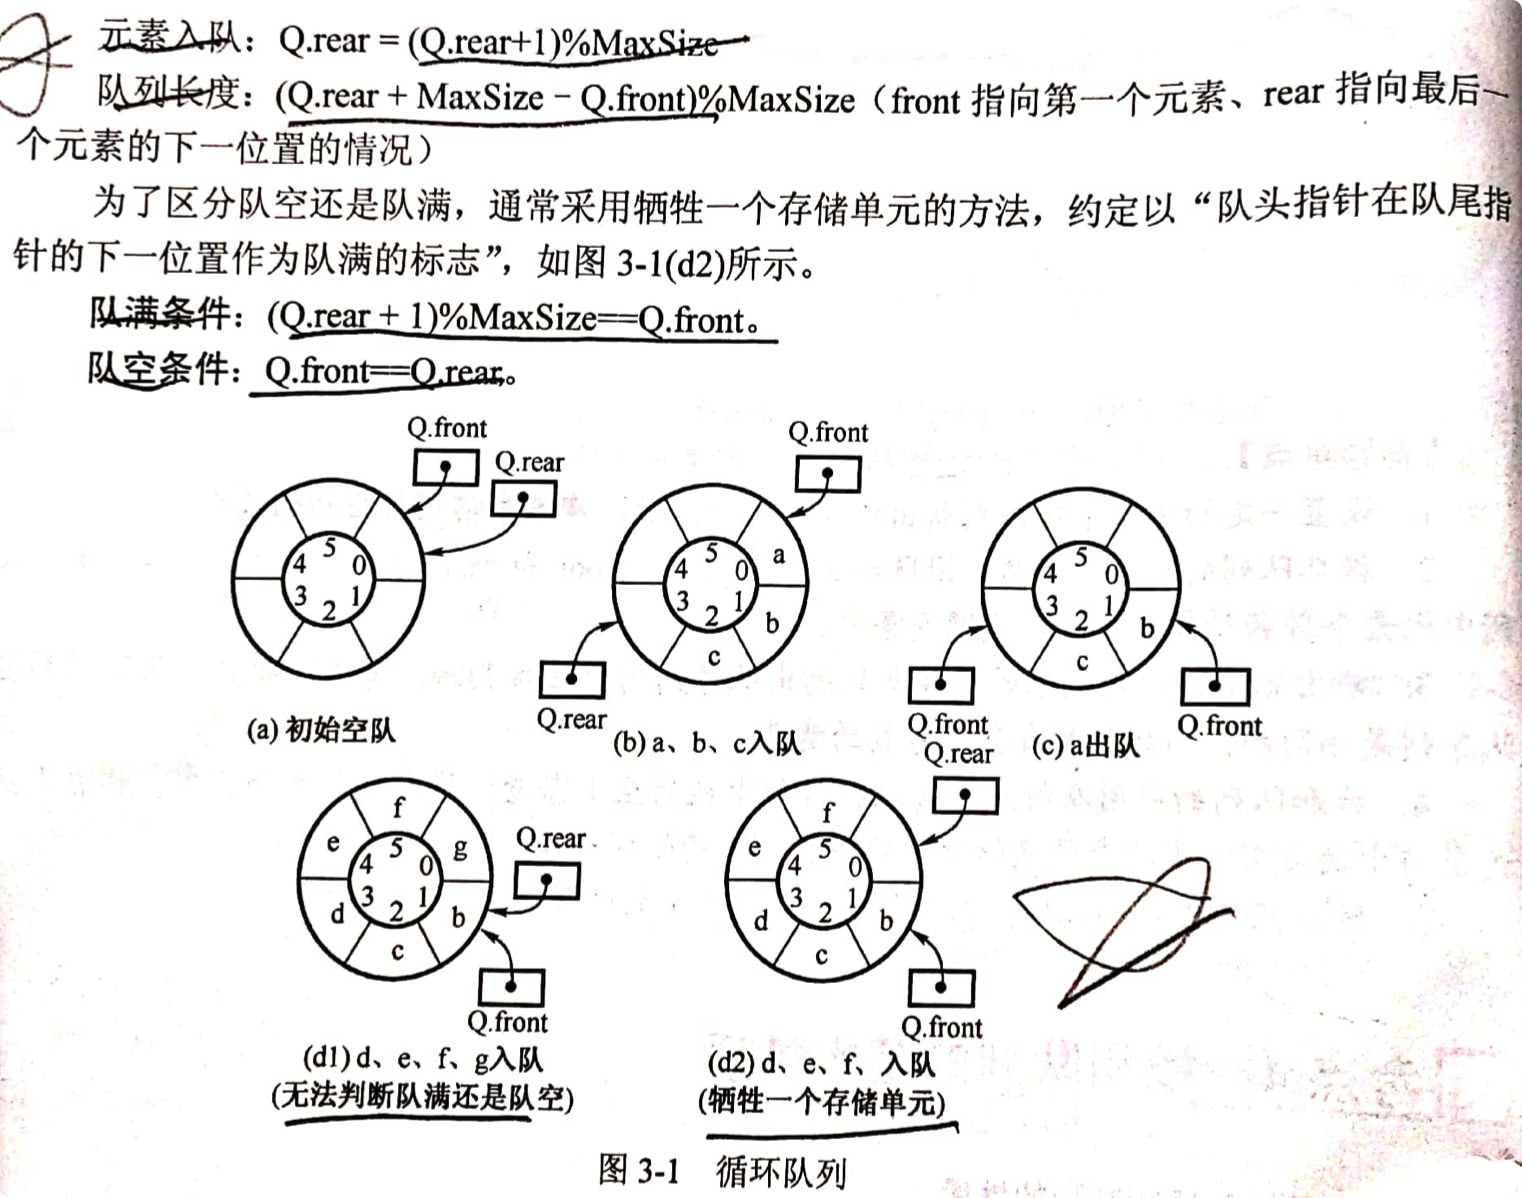 元素入队：Q.rear = (Q.rear+1)%MaxSize
队列长度：(Q.rear + MaxSize − Q.front)%MaxSize（front 指向第一个元素、rear 指向最后一
个元素的下一位置的情况）
为了区分队空还是队满，通常采用牺牲一个存储单元的方法，约定以“队头指针在队尾指
针的下一位置作为队满的标志”，如图 3-1(d2)所示。
队满条件：(Q.rear + 1)%MaxSize==Q.front。
队空条件：Q.front==Q.rear。
Q.front
Q.rear
5
4 0
3 1
2
(a) 初始空队
Q.front
5
4 0 a
3 1 b
2
c
Q.rear
(b) a、b、c入队
5
4 0
3 1 b
2
c
Q.front
Q.rear
Q.front
(c) a出队
f
e 5 g
4 0
3 1
d 2 b
c
Q.rear
Q.front
(d1) d、e、f、g入队
(无法判断队满还是队空)
f
e 5
4 0
3 1
d 2 b
c
Q.front
(d2) d、e、f、入队
(牺牲一个存储单元)
图 3-1 循环队列